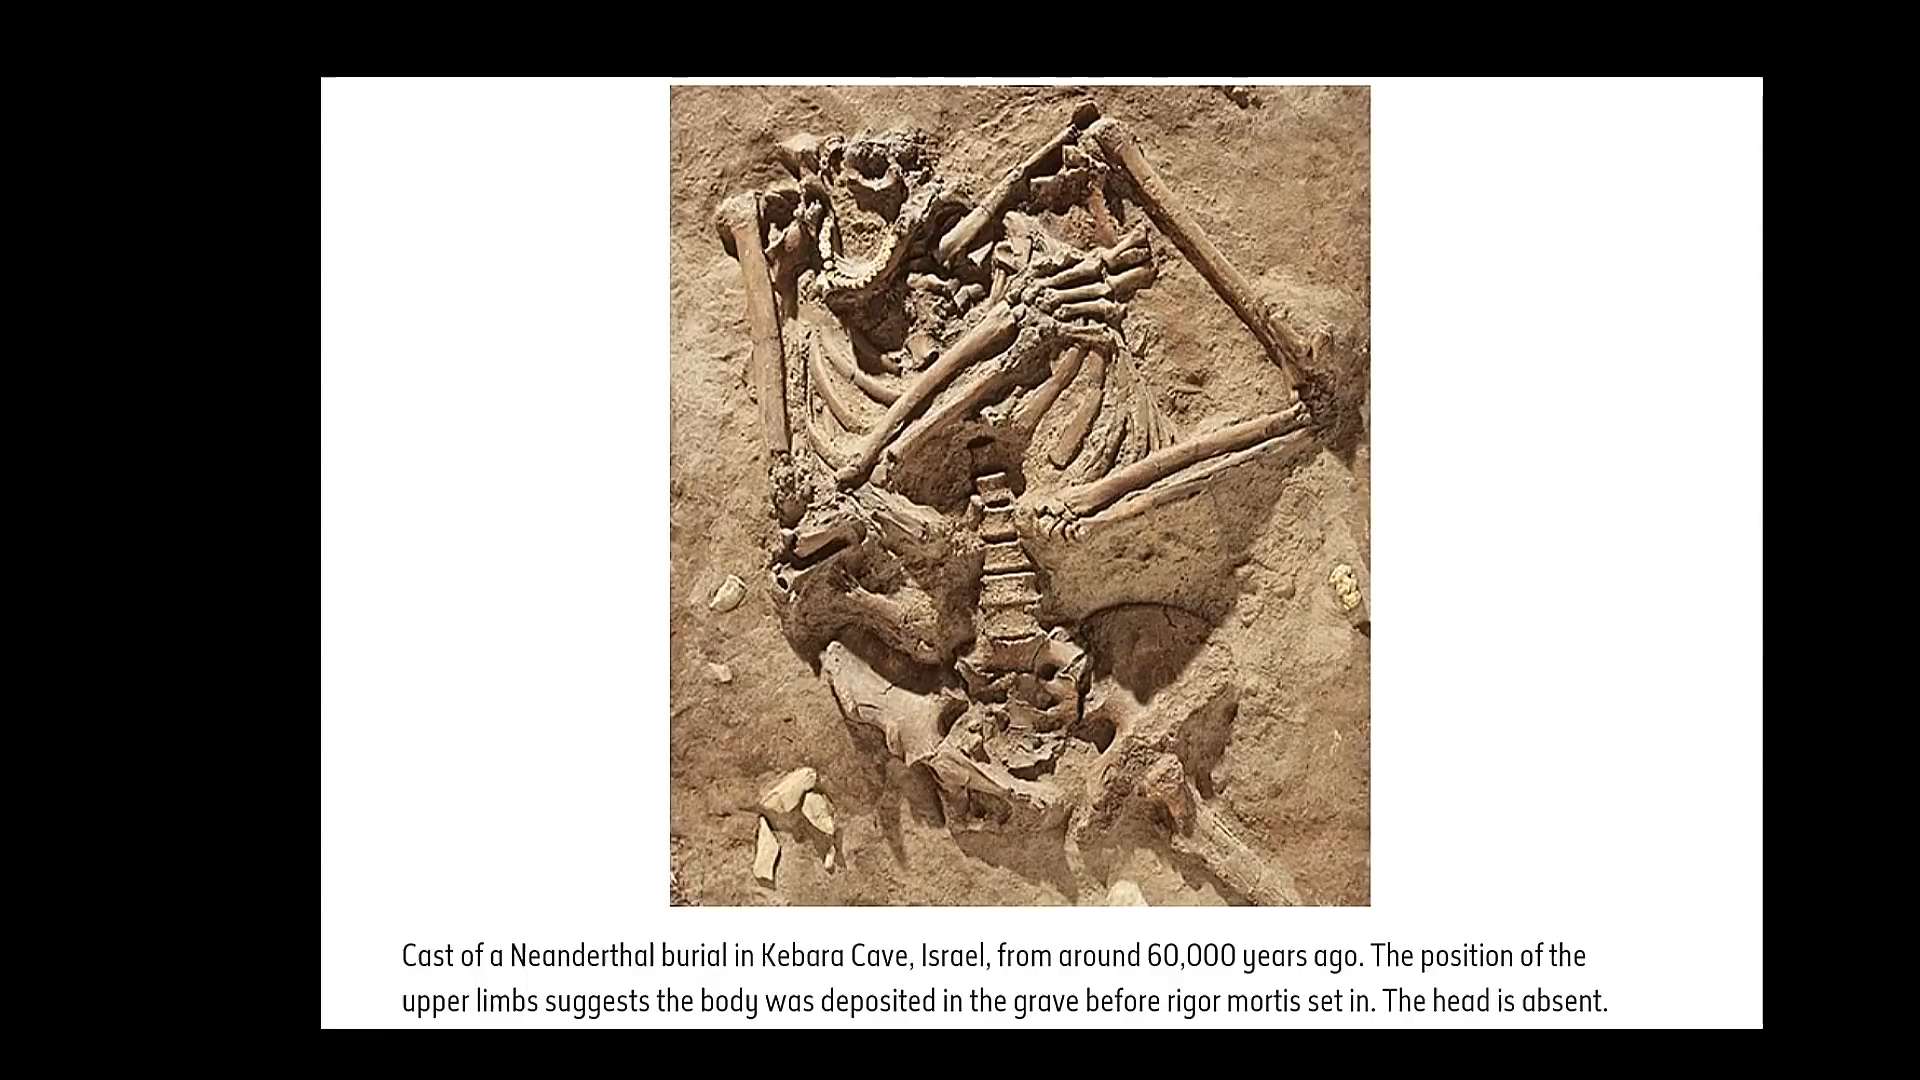 Cast of a Neanderthal burial in Kebara Cave, Israel, from around 60,000 years ago. The position of the
upper limbs suggests the body was deposited in the grave before rigor mortis set in. The head is absent.